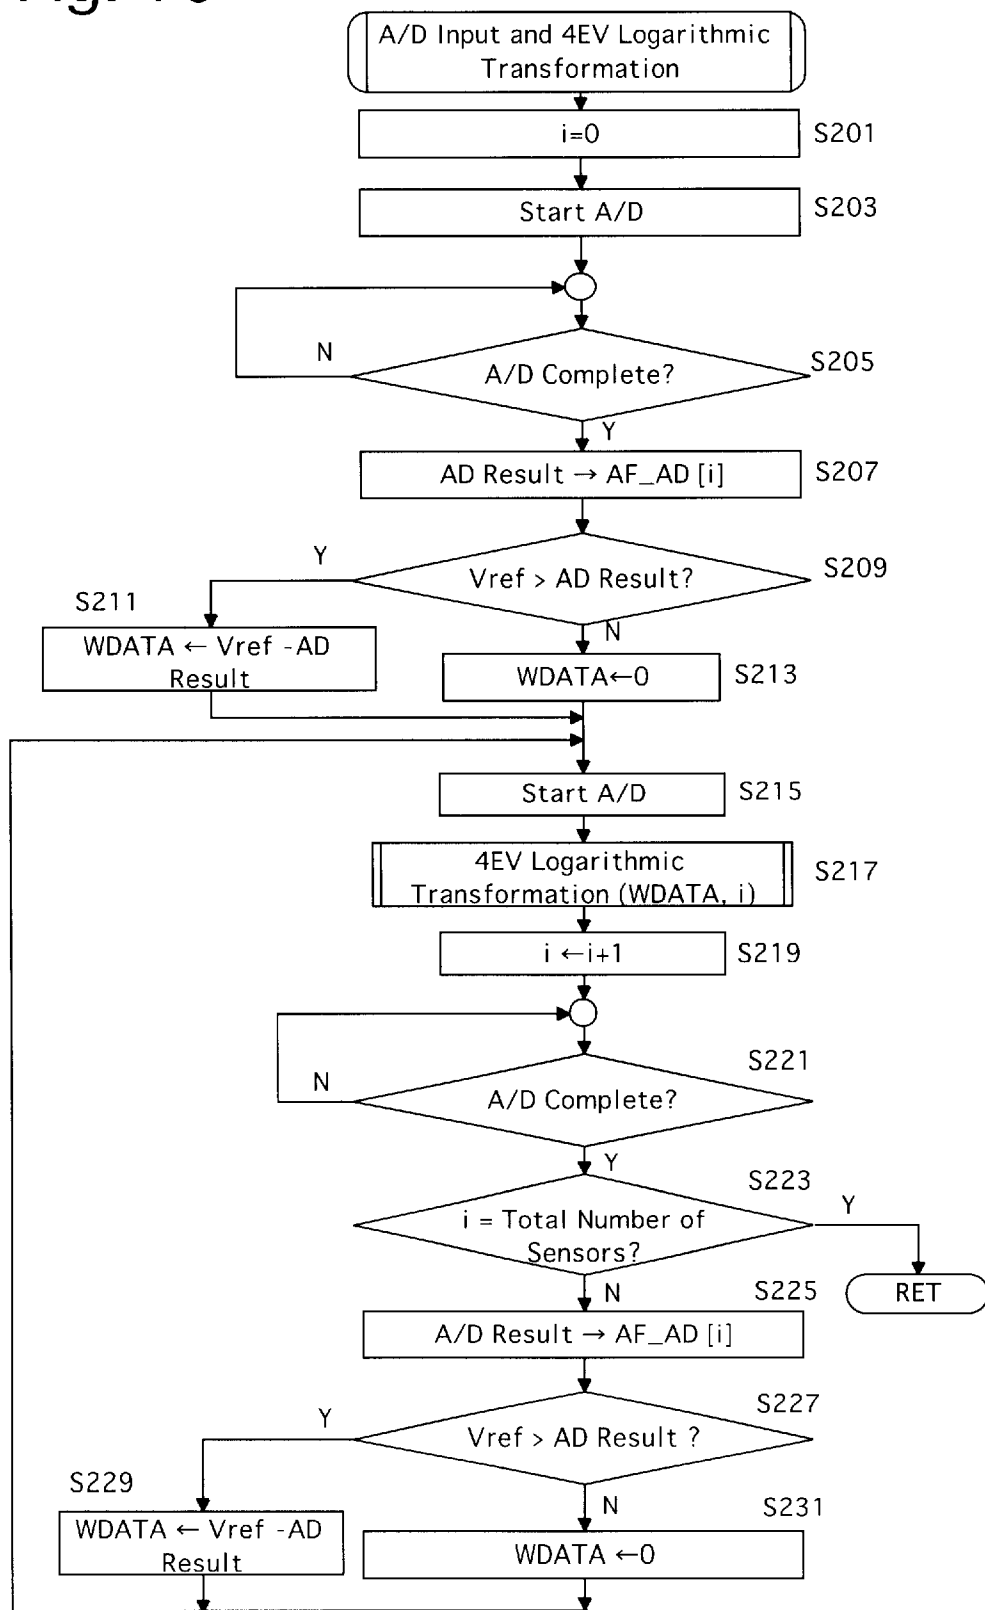 A/D Input and 4EV Logarithmic
Transformation
i=0
S201
Start A/D
S203
N
A/D Complete?
S205
Y
AD Result → AF_AD [i]
S207
Y
Vref > AD Result?
S209
S211
N
WDATA ← Vref -AD
Result
WDATA←0
S213
Start A/D
S215
4EV Logarithmic
Transformation (WDATA, i)
S217
i ←i+1
S219
S221
N
A/D Complete?
Y
S223
Y
i = Total Number of
Sensors?
N
S225
RET
A/D Result → AF_AD [i]
S227
Y
Vref > AD Result ?
S229
N
S231
WDATA ← Vref -AD
Result
WDATA ←0